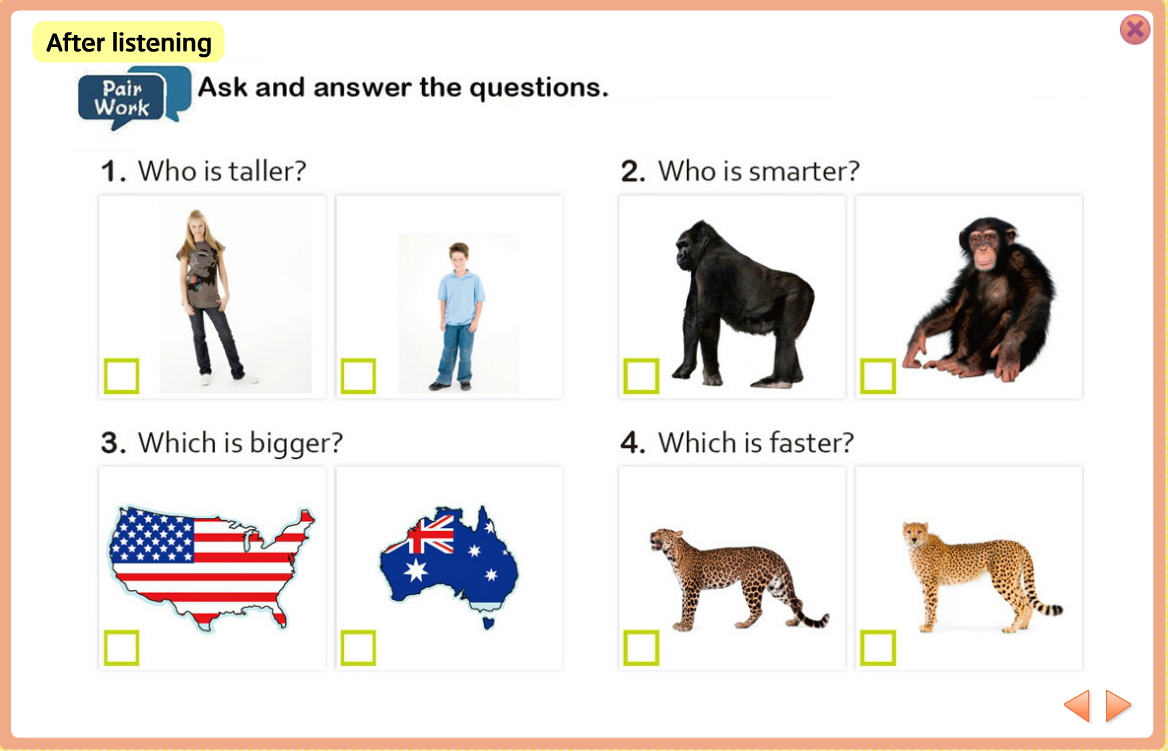 After listening
Pair
Work
Ask and answer the questions.
1. Who is taller?
2. Who is smarter?
3. Which is bigger?
4. Which is faster?